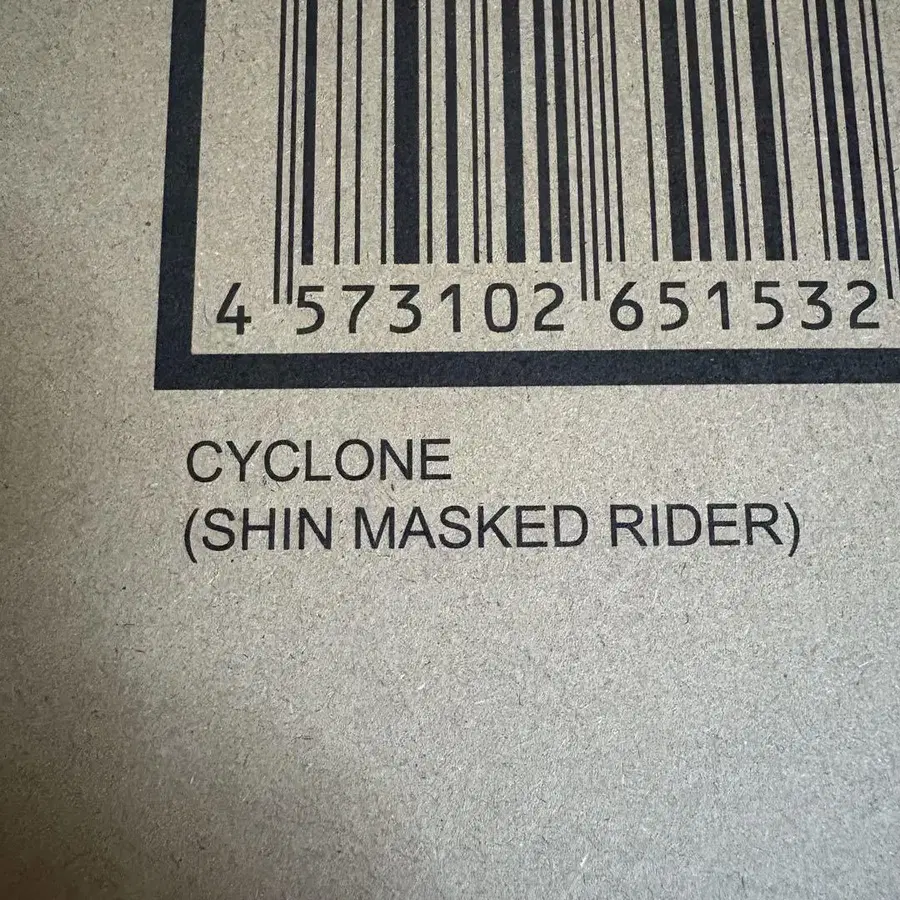 4 573102 651532
CYCLONE
(SHIN MASKED RIDER)